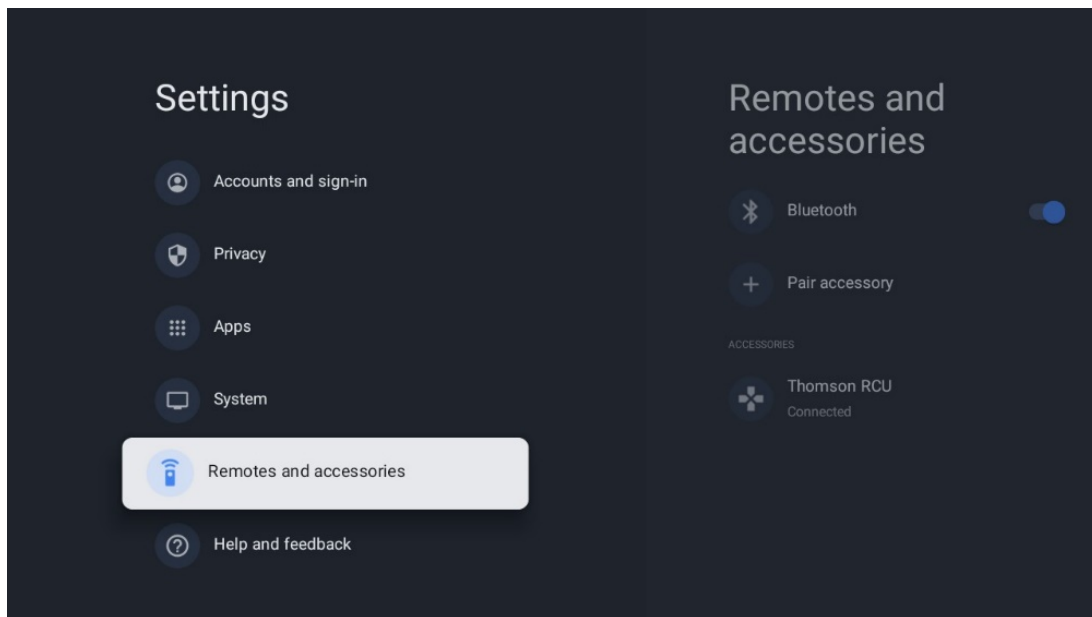 Settings
Accounts and sign-in
Privacy
Apps
System
Remotes and accessories
Help and feedback
Remotes and
accessories
Bluetooth
Pair accessory
ACCESSORIES
Thomson RCU
Connected